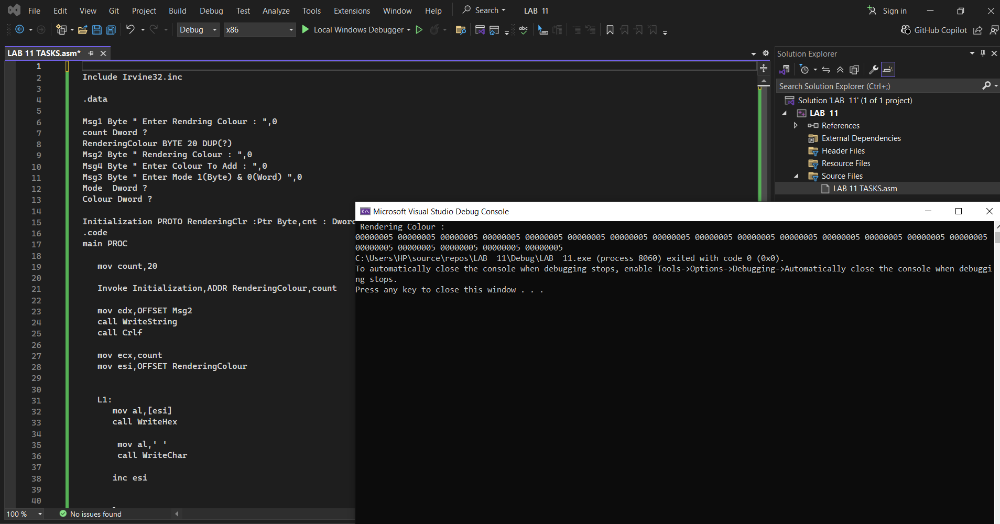 File Edit View Git Project Build Debug Test Analyze Tools Extensions Window Help Search LAB 11 Sign in
Debug x86 Local Windows Debugger abc GitHub Copilot
LAB 11 TASKS.asm*
1
2 Include Irvine32.inc
3
4 .data
5
6 Msg1 Byte " Enter Rendring Colour : ",0
7 count Dword ?
8 RenderingColour BYTE 20 DUP(?)
9 Msg2 Byte " Rendering Colour : ",0
10 Msg4 Byte " Enter Colour To Add : ",0
11 Msg3 Byte " Enter Mode 1(Byte) & 0(Word) ",0
12 Mode  Dword ?
13 Colour Dword ?
14
15 Initialization PROTO RenderingClr :Ptr Byte,cnt : Dword
16 .code
17 main PROC
18
19 mov count,20
20
21 Invoke Initialization,ADDR RenderingColour,count
22
23 mov edx,OFFSET Msg2
24 call WriteString
25 call Crlf
26
27 mov ecx,count
28 mov esi,OFFSET RenderingColour
29
30
31 L1:
32 mov al,[esi]
33 call WriteHex
34
35 mov al,' '
36 call WriteChar
37
38 inc esi
39
40
100 % No issues found
Solution Explorer
Search Solution Explorer (Ctrl+;)
Solution 'LAB  11' (1 of 1 project)
LAB  11
References
External Dependencies
Header Files
Resource Files
Source Files
LAB 11 TASKS.asm
Microsoft Visual Studio Debug Console
Rendering Colour :
00000005 00000005 00000005 00000005 00000005 00000005 00000005 00000005 00000005 00000005 00000005 00000005 00000005 00000005 00000005
00000005 00000005 00000005 00000005 00000005
C:\Users\HP\source\repos\LAB  11\Debug\LAB  11.exe (process 8060) exited with code 0 (0x0).
To automatically close the console when debugging stops, enable Tools->Options->Debugging->Automatically close the console when debuggi
ng stops.
Press any key to close this window . . .